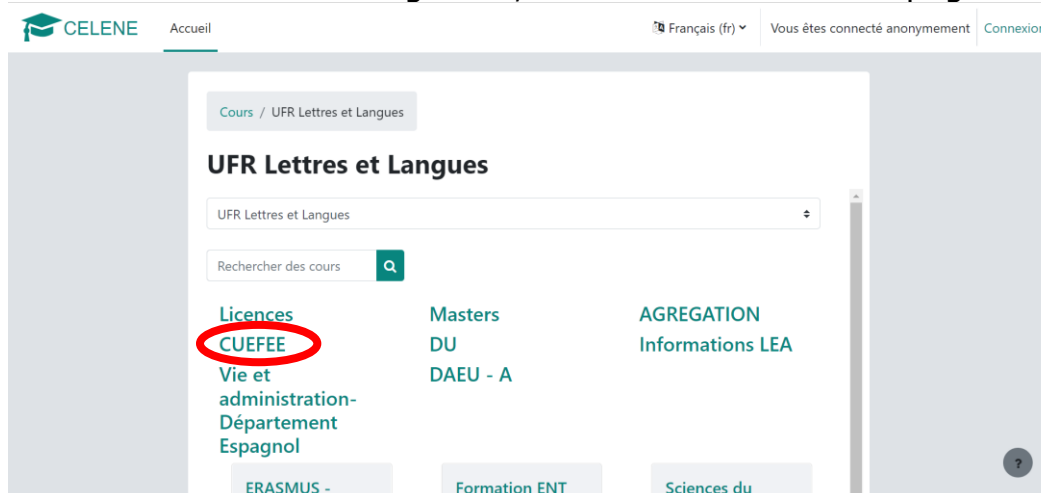 CELENE
Accueil
Français (fr)
Vous êtes connecté anonymement
Connexion
Cours / UFR Lettres et Langues
UFR Lettres et Langues
UFR Lettres et Langues
Rechercher des cours
Licences
Masters
AGREGATION
CUEFEE
DU
Informations LEA
Vie et
administration-
Département
Espagnol
DAEU - A
ERASMUS -
Formation ENT
Sciences du
?